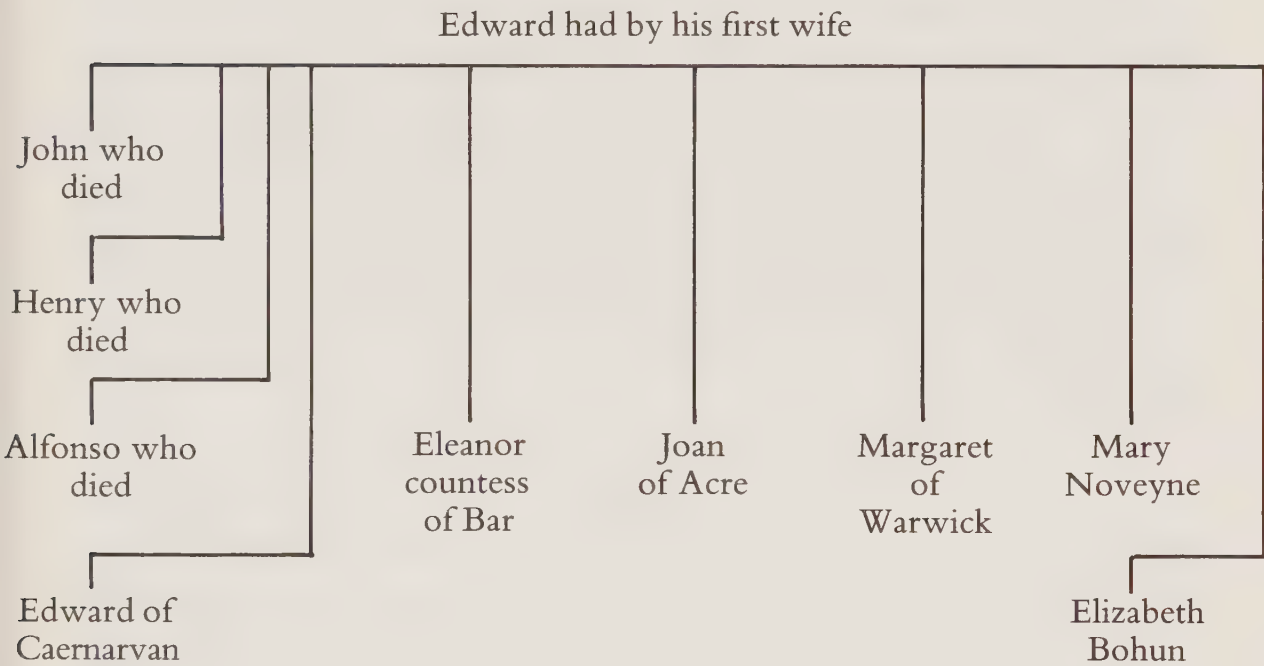 Edward had by his first wife
John who
died
Henry who
died
Alfonso who
died
Edward of
Caernarvan
Eleanor
countess
of Bar
Joan
of Acre
Margaret
of
Warwick
Mary
Noveyne
Elizabeth
Bohun